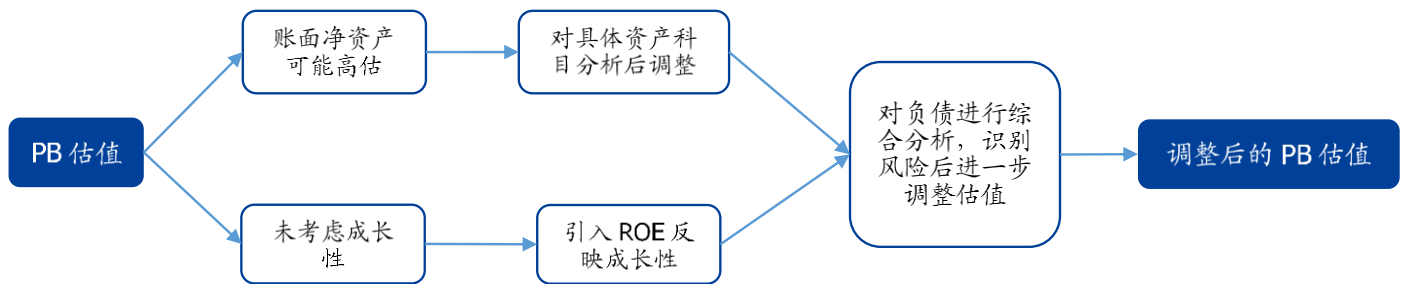 PB 估值
账面净资产
可能高估
对具体资产科
目分析后调整
未考虑成长
性
引入 ROE 反
映成长性
对负债进行综
合分析，识别
风险后进一步
调整估值
调整后的 PB 估值